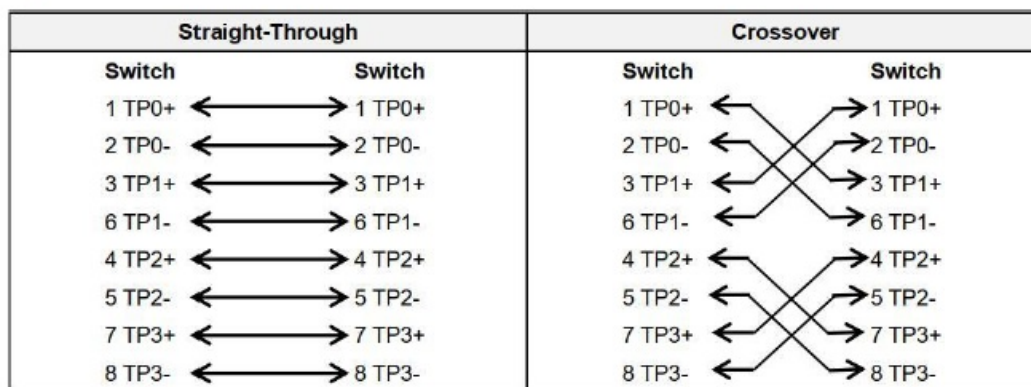 Straight-Through Crossover
Switch Switch Switch Switch
1 TP0+ 1 TP0+ 1 TP0+ 1 TP0+
2 TP0- 2 TP0- 2 TP0- 2 TP0-
3 TP1+ 3 TP1+ 3 TP1+ 3 TP1+
6 TP1- 6 TP1- 6 TP1- 6 TP1-
4 TP2+ 4 TP2+ 4 TP2+ 4 TP2+
5 TP2- 5 TP2- 5 TP2- 5 TP2-
7 TP3+ 7 TP3+ 7 TP3+ 7 TP3+
8 TP3- 8 TP3- 8 TP3- 8 TP3-